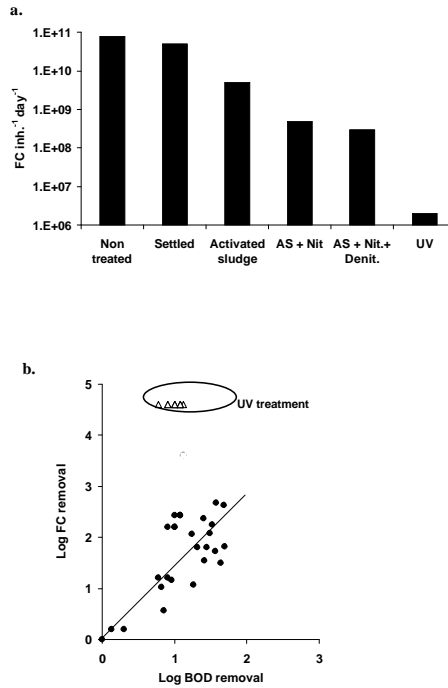 a.
FC inh.⁻¹ day⁻¹
1.E+11
1.E+10
1.E+09
1.E+08
1.E+07
1.E+06
Non treated
Settled
Activated sludge
AS + Nit
AS + Nit.+ Denit.
UV
b.
Log FC removal
5
4
3
2
1
0
UV treatment
0 1 2 3
Log BOD removal